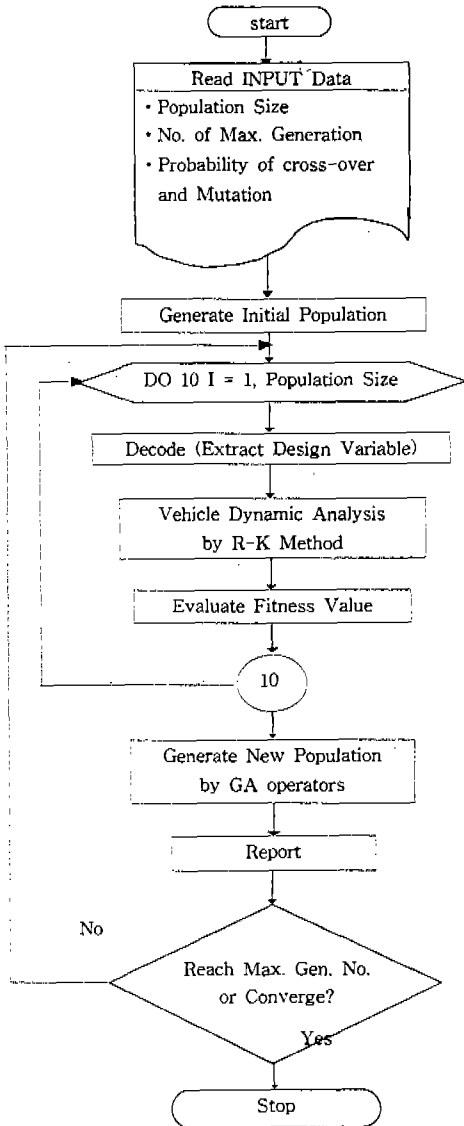 start
Read INPUT Data
· Population Size
· No. of Max. Generation
· Probability of cross-over
and Mutation
Generate Initial Population
DO 10 I = 1, Population Size
Decode (Extract Design Variable)
Vehicle Dynamic Analysis
by R-K Method
Evaluate Fitness Value
10
Generate New Population
by GA operators
Report
No
Reach Max. Gen. No.
or Converge?
Yes
Stop